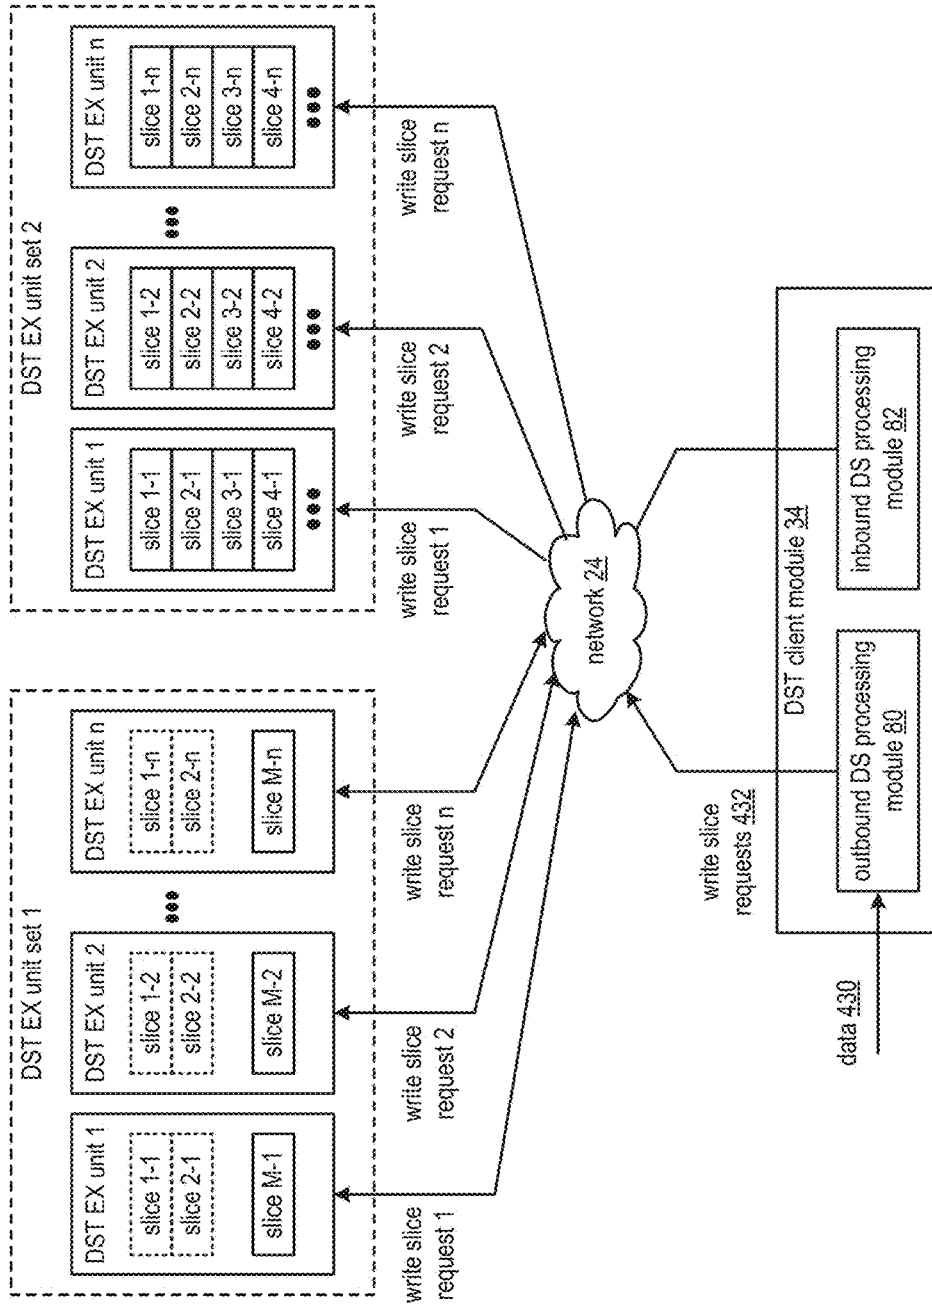 DST EX unit set 1
DST EX unit 1
slice 1-1
slice 2-1
slice M-1
DST EX unit 2
slice 1-2
slice 2-2
slice M-2
DST EX unit n
slice 1-n
slice 2-n
slice M-n
DST EX unit set 2
DST EX unit 1
slice 1-1
slice 2-1
slice 3-1
slice 4-1
DST EX unit 2
slice 1-2
slice 2-2
slice 3-2
slice 4-2
DST EX unit n
slice 1-n
slice 2-n
slice 3-n
slice 4-n
write slice
request 1
write slice
request 2
write slice
request n
write slice
request 1
write slice
request 2
write slice
request n
network 24
write slice
requests 432
DST client module 34
data 430
outbound DS processing
module 80
inbound DS processing
module 82